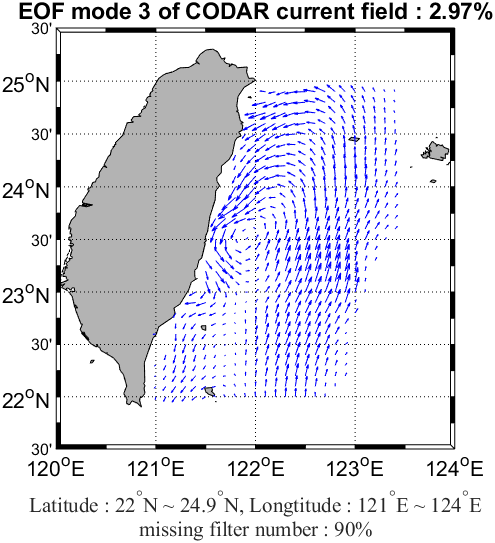 EOF mode 3 of CODAR current field : 2.97%
30'
25°N
30'
24°N
30'
23°N
30'
22°N
30'
120°E 121°E 122°E 123°E 124°E
Latitude : 22°N ~ 24.9°N, Longtitude : 121°E ~ 124°E
missing filter number : 90%